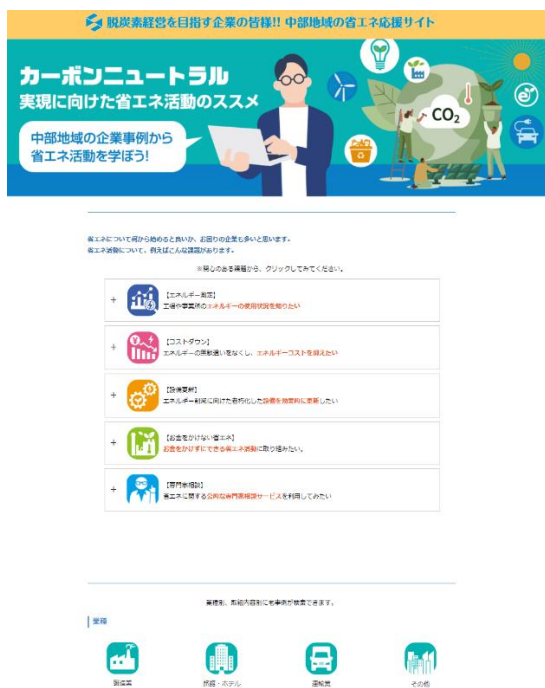 脱炭素経営を目指す企業の皆様!! 中部地域の省エネ応援サイト
カーボンニュートラル
実現に向けた省エネ活動のススメ
中部地域の企業事例から
省エネ活動を学ぼう!
CO2
省エネについて何から始めると良いか、お困りの企業も多いと思います。
省エネ活動について、例えばこんな課題があります。
※関心のある課題から、クリックしてみてください。
+
【エネルギー測定】
工場や事業所のエネルギーの使用状況を知りたい
+
【コストダウン】
エネルギーの無駄遣いをなくし、エネルギーコストを抑えたい
+
【設備更新】
エネルギー削減に向けた老朽化した設備を効果的に更新したい
+
【お金をかけない省エネ】
お金をかけずにできる省エネ活動に取り組みたい。
+
【専門家相談】
省エネに関する公的な専門家相談サービスを利用してみたい
業種別、取組内容別にも事例が検索できます。
業種
製造業
旅館・ホテル
運輸業
その他